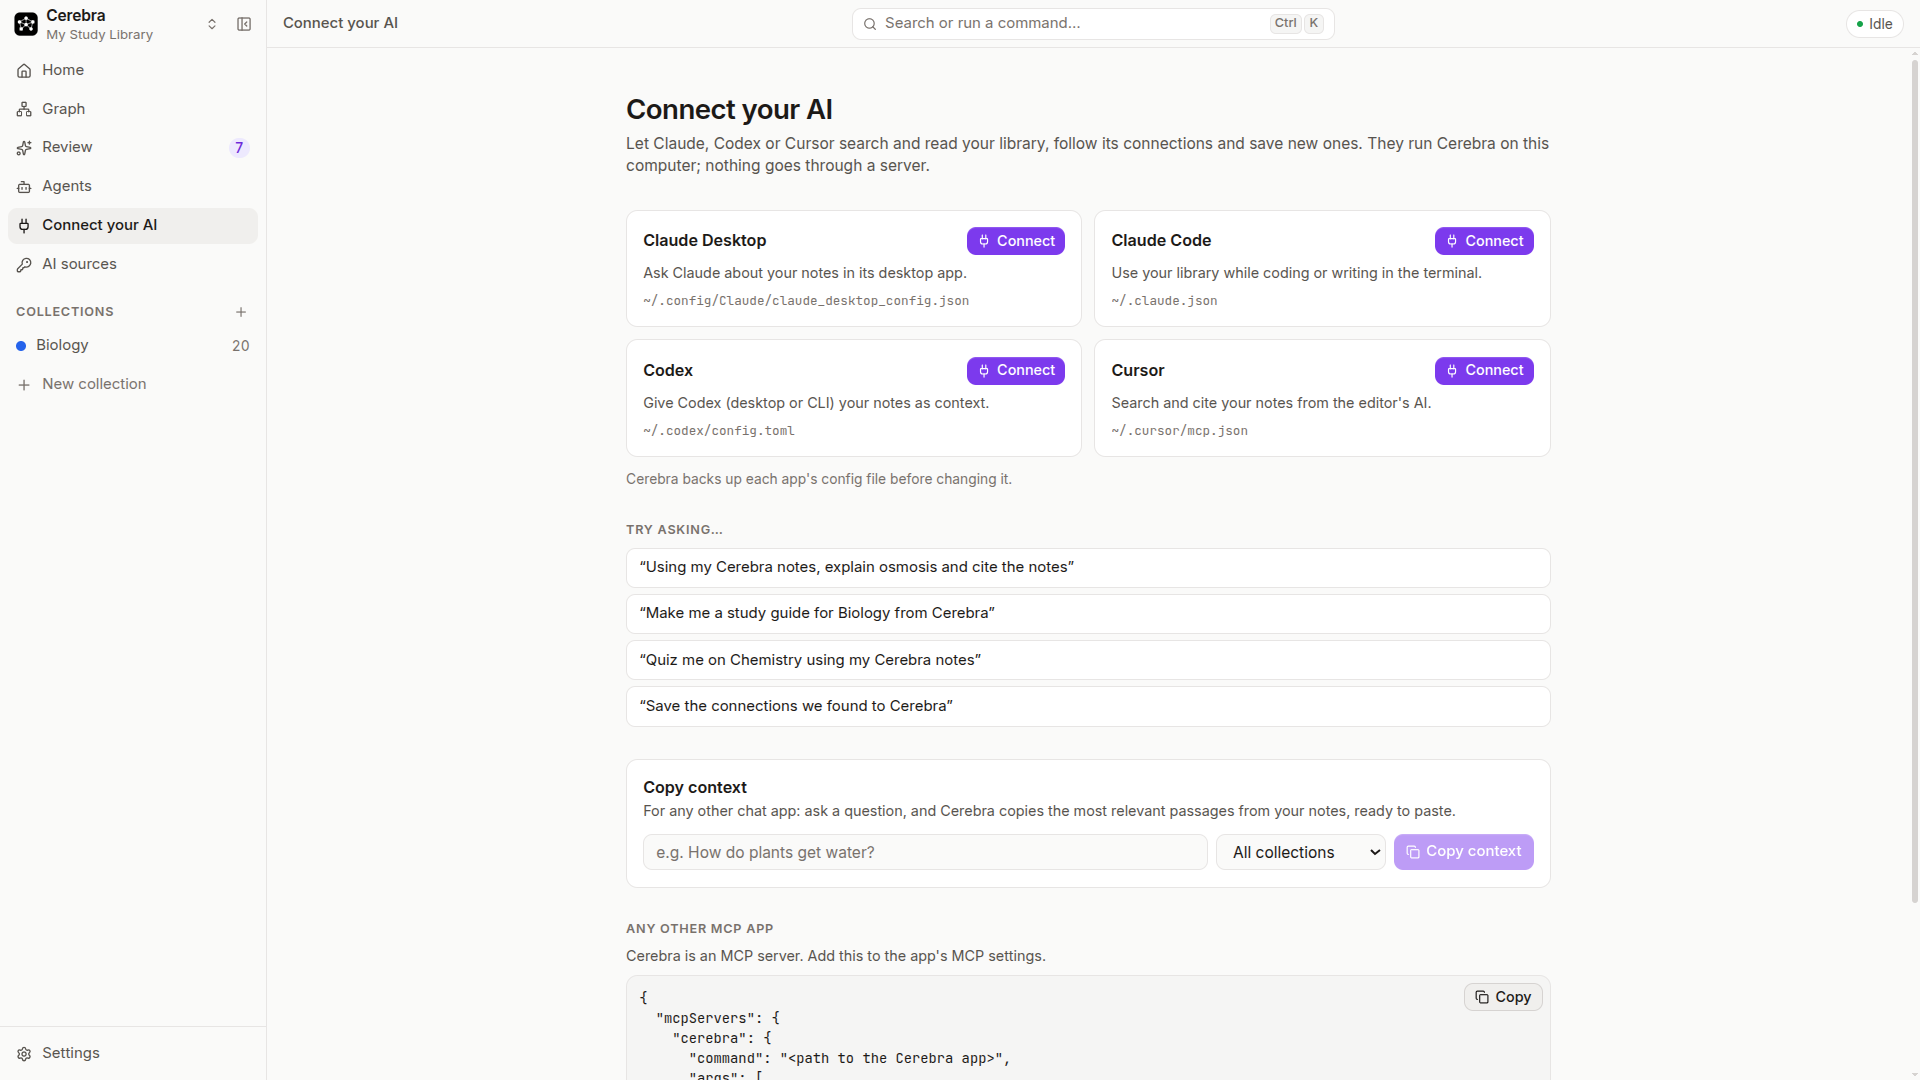 Cerebra
My Study Library
Home
Graph
Review 7
Agents
Connect your AI
AI sources
COLLECTIONS
Biology 20
New collection
Settings
Connect your AI
Search or run a command... Ctrl K
Idle
Connect your AI
Let Claude, Codex or Cursor search and read your library, follow its connections and save new ones. They run Cerebra on this
computer; nothing goes through a server.
Claude Desktop Connect
Ask Claude about your notes in its desktop app.
~/.config/Claude/claude_desktop_config.json
Claude Code Connect
Use your library while coding or writing in the terminal.
~/.claude.json
Codex Connect
Give Codex (desktop or CLI) your notes as context.
~/.codex/config.toml
Cursor Connect
Search and cite your notes from the editor's AI.
~/.cursor/mcp.json
Cerebra backs up each app's config file before changing it.
TRY ASKING...
“Using my Cerebra notes, explain osmosis and cite the notes”
“Make me a study guide for Biology from Cerebra”
“Quiz me on Chemistry using my Cerebra notes”
“Save the connections we found to Cerebra”
Copy context
For any other chat app: ask a question, and Cerebra copies the most relevant passages from your notes, ready to paste.
e.g. How do plants get water? All collections Copy context
ANY OTHER MCP APP
Cerebra is an MCP server. Add this to the app's MCP settings.
Copy
{
"mcpServers": {
"cerebra": {
"command": "<path to the Cerebra app>",
"args": [